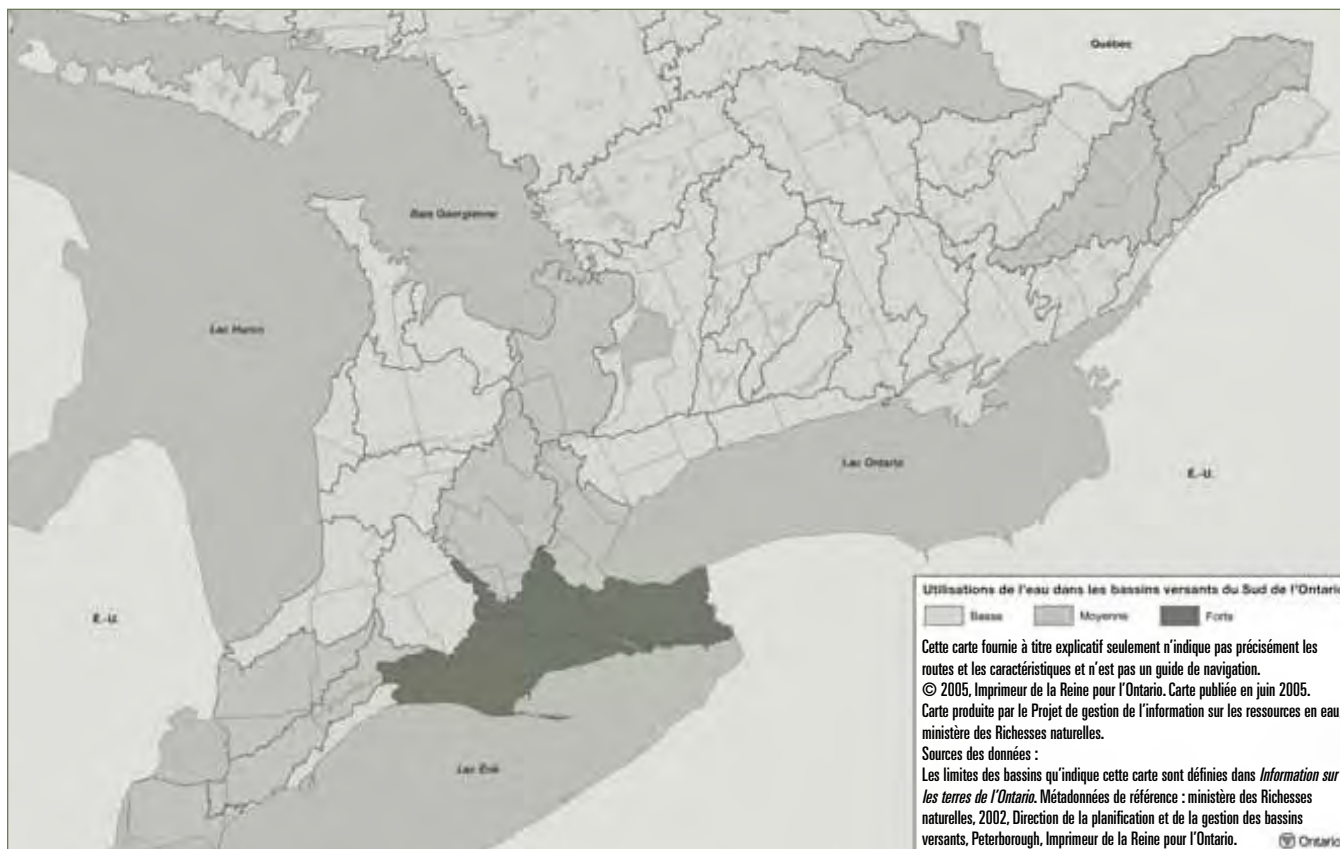 Québec
Baie Géorgienne
Lac Huron
Lac Ontario
É.-U.
É.-U.
Lac Érié
Utilisations de l'eau dans les bassins versants du Sud de l'Ontario
Basse Moyenne Forte
Cette carte fournie à titre explicatif seulement n'indique pas précisément les
routes et les caractéristiques et n'est pas un guide de navigation.
© 2005, Imprimeur de la Reine pour l'Ontario. Carte publiée en juin 2005.
Carte produite par le Projet de gestion de l'information sur les ressources en eau
ministère des Richesses naturelles.
Sources des données :
Les limites des bassins qu'indique cette carte sont définies dans Information sur
les terres de l'Ontario. Métadonnées de référence : ministère des Richesses
naturelles, 2002, Direction de la planification et de la gestion des bassins
versants, Peterborough, Imprimeur de la Reine pour l'Ontario.
Ontario